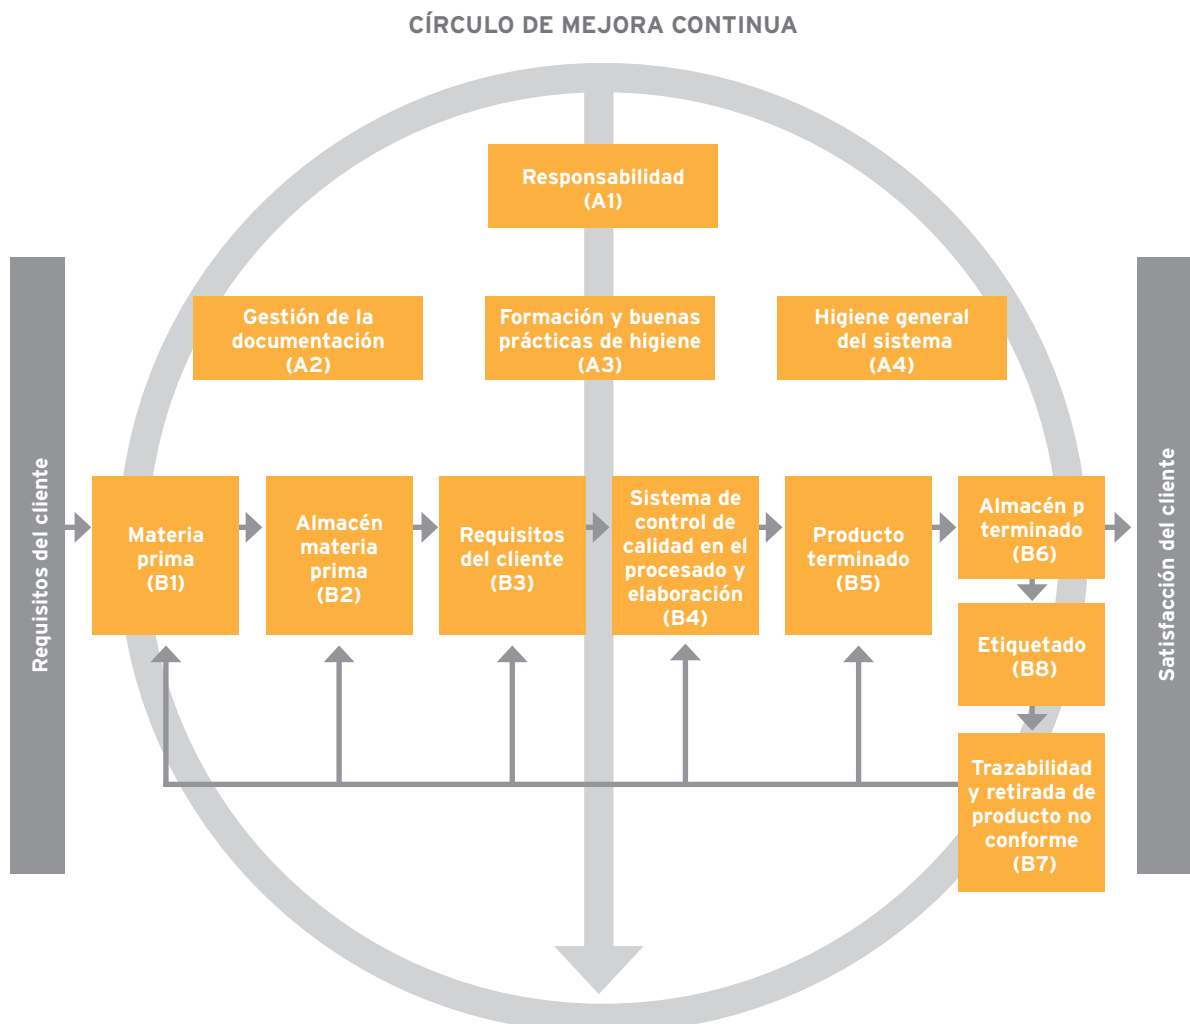 CÍRCULO DE MEJORA CONTINUA
Responsabilidad
(A1)
Gestión de la
documentación
(A2)
Formación y buenas
prácticas de higiene
(A3)
Higiene general
del sistema
(A4)
Requisitos del cliente
Materia
prima
(B1)
Almacén
materia
prima
(B2)
Requisitos
del cliente
(B3)
Sistema de
control de
calidad en el
procesado y
elaboración
(B4)
Producto
terminado
(B5)
Almacén p
terminado
(B6)
Etiquetado
(B8)
Trazabilidad
y retirada de
producto no
conforme
(B7)
Satisfacción del cliente